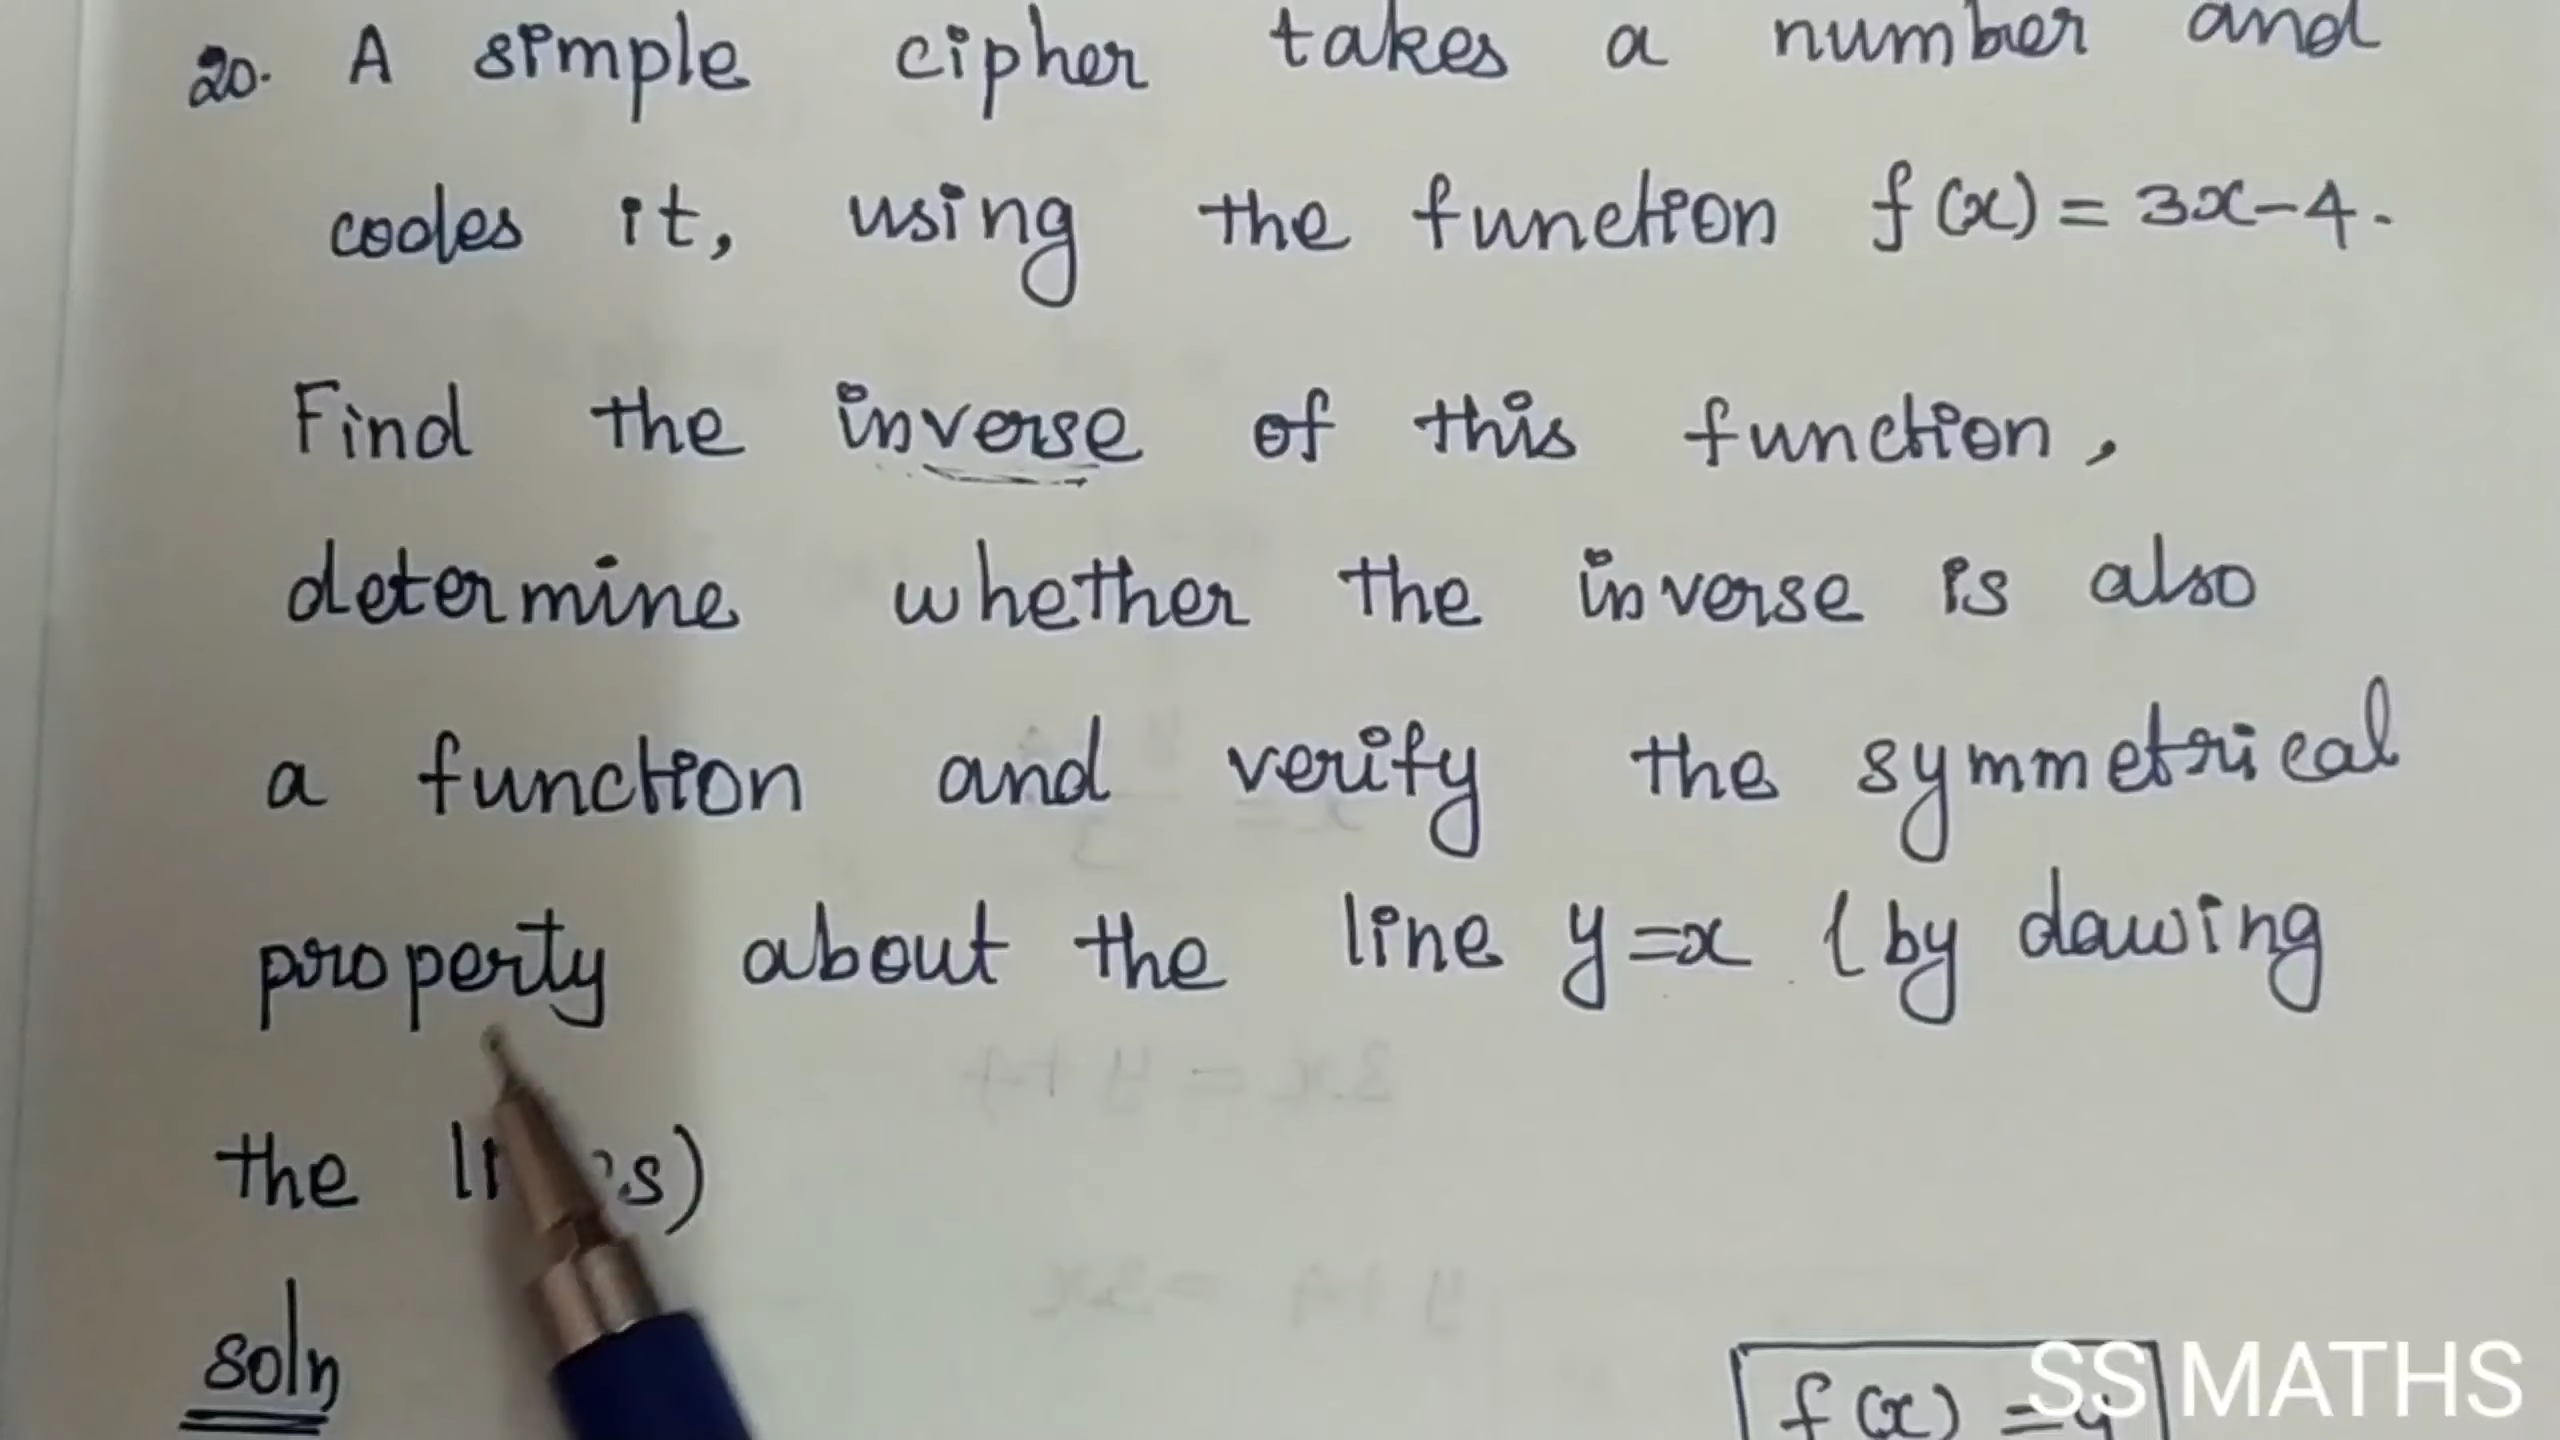 20. A simple cipher takes a number and
codes it, using the function f(x) = 3x-4.
Find the inverse of this function,
determine whether the inverse is also
a function and verify the symmetrical
property about the line y=x (by dawing
the
soln
f(x) = y
SS MATHS